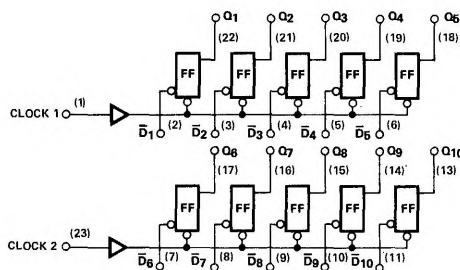 Q1 Q2 Q3 Q4 Q5
(22) (21) (20) (19) (18)
FF FF FF FF FF
CLOCK 1 (1)
D̅1 (2) D̅2 (3) D̅3 (4) D̅4 (5) D̅5 (6)
Q6 Q7 Q8 Q9 Q10
(17) (16) (15) (14) (13)
FF FF FF FF FF
CLOCK 2 (23)
D̅6 (7) D̅7 (8) D̅8 (9) D̅9 (10) D̅10 (11)